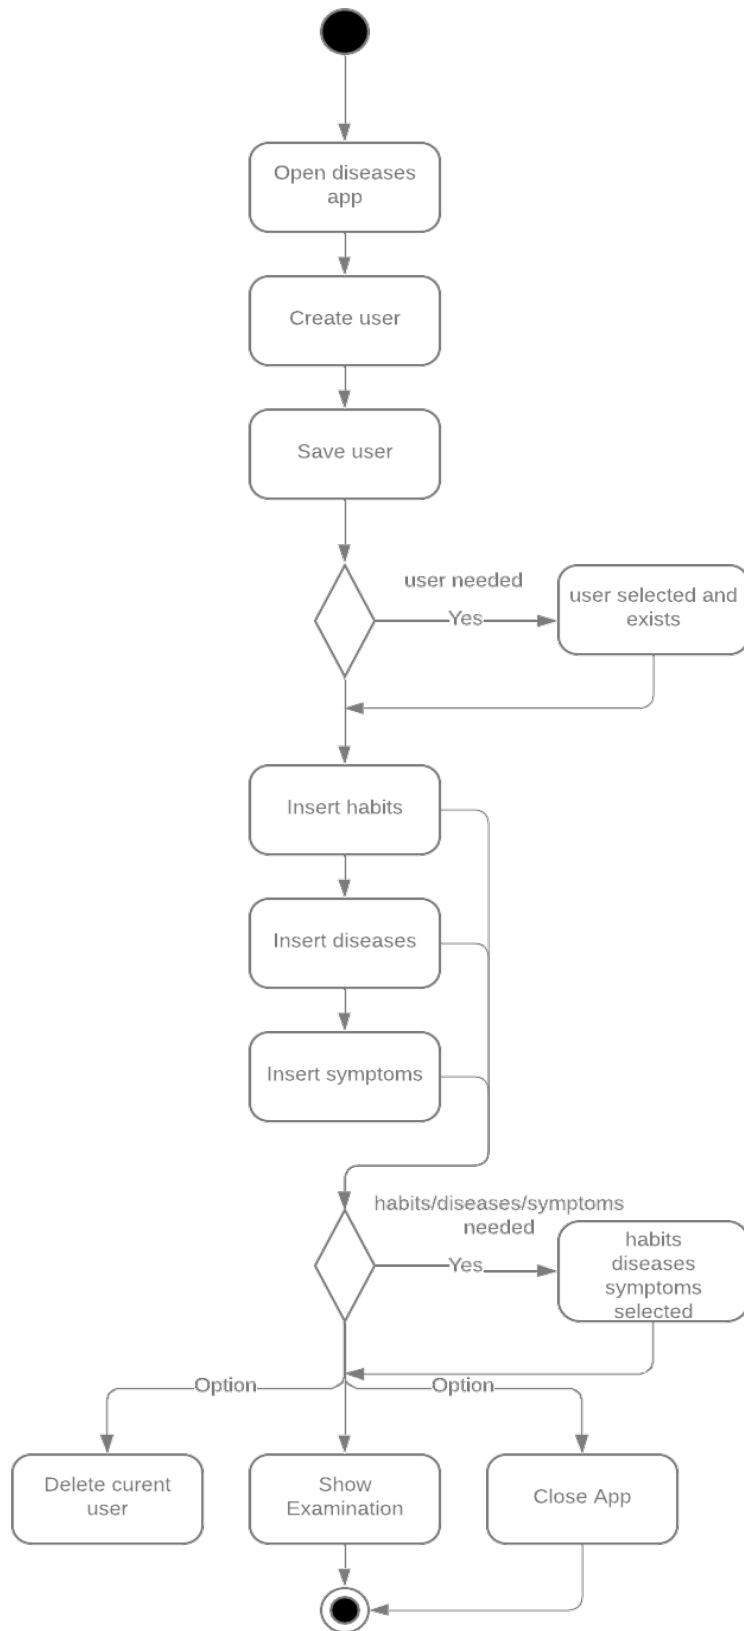 Open diseases
app
Create user
Save user
user needed
Yes
user selected and
exists
Insert habits
Insert diseases
Insert symptoms
habits/diseases/symptoms
needed
Yes
habits
diseases
symptoms
selected
Option
Option
Delete curent
user
Show
Examination
Close App